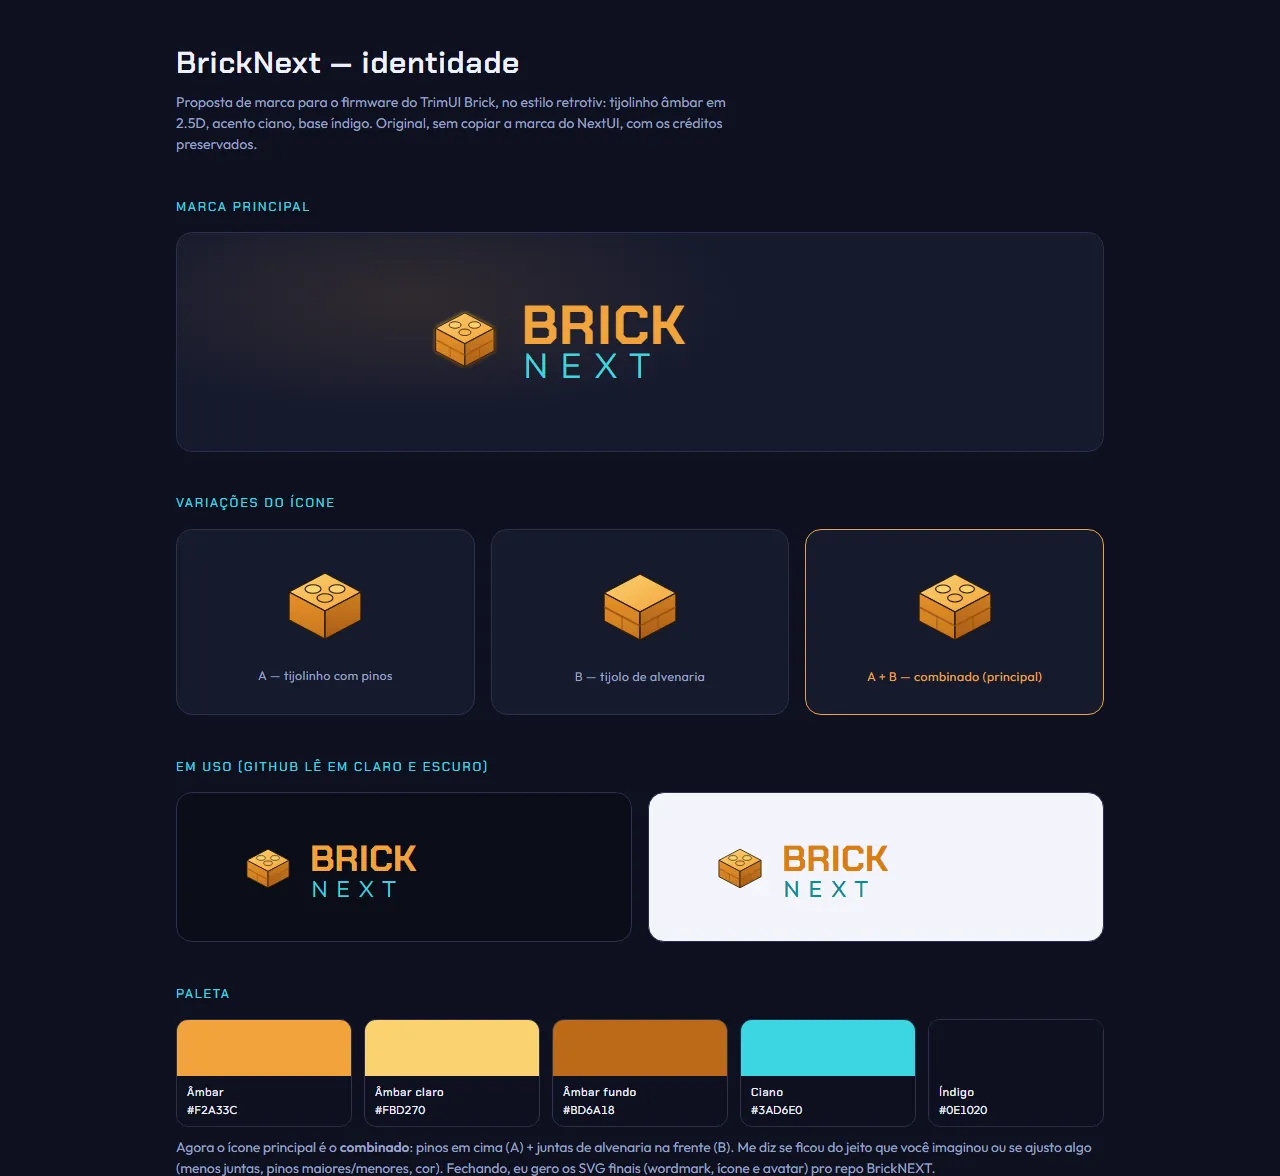 BrickNext — identidade
Proposta de marca para o firmware do TrimUI Brick, no estilo retrotiv: tijolinho âmbar em
2.5D, acento ciano, base índigo. Original, sem copiar a marca do NextUI, com os créditos
preservados.
MARCA PRINCIPAL
BRICK
NEXT
VARIAÇÕES DO ÍCONE
A — tijolinho com pinos
B — tijolo de alvenaria
A + B — combinado (principal)
EM USO (GITHUB LÊ EM CLARO E ESCURO)
BRICK
NEXT
BRICK
NEXT
PALETA
Âmbar
#F2A33C
Âmbar claro
#FBD270
Âmbar fundo
#BD6A18
Ciano
#3AD6E0
Índigo
#0E1020
Agora o ícone principal é o combinado: pinos em cima (A) + juntas de alvenaria na frente (B). Me diz se ficou do jeito que você imaginou ou se ajusto algo
(menos juntas, pinos maiores/menores, cor). Fechando, eu gero os SVG finais (wordmark, ícone e avatar) pro repo BrickNEXT.